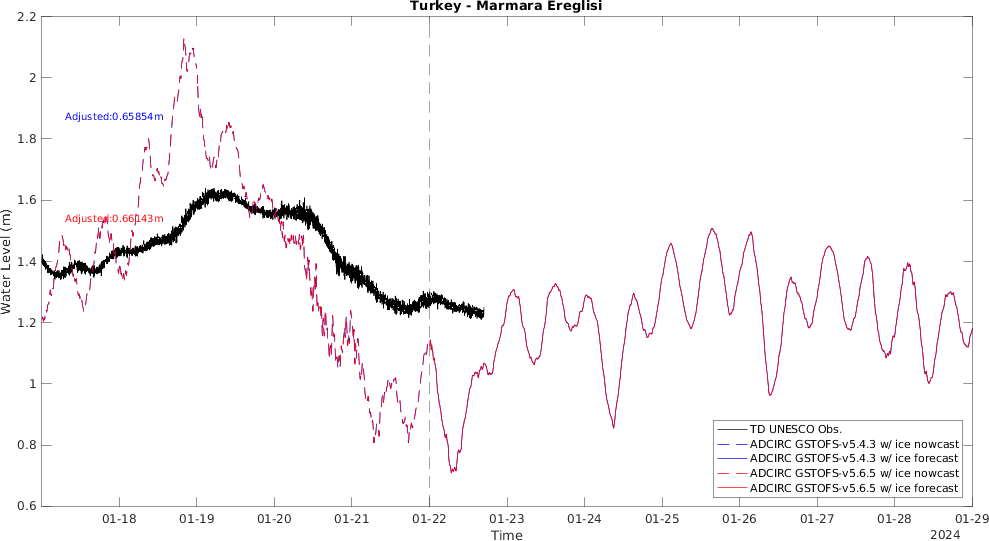 Turkey - Marmara Ereglisi
2.2
2
1.8
1.6
1.4
1.2
1
0.8
0.6
Water Level (m)
Adjusted:0.65854m
Adjusted:0.66143m
TD UNESCO Obs.
ADCIRC GSTOFS-v5.4.3 w/ ice nowcast
ADCIRC GSTOFS-v5.4.3 w/ ice forecast
ADCIRC GSTOFS-v5.6.5 w/ ice nowcast
ADCIRC GSTOFS-v5.6.5 w/ ice forecast
01-18 01-19 01-20 01-21 01-22 01-23 01-24 01-25 01-26 01-27 01-28 01-29
Time
2024